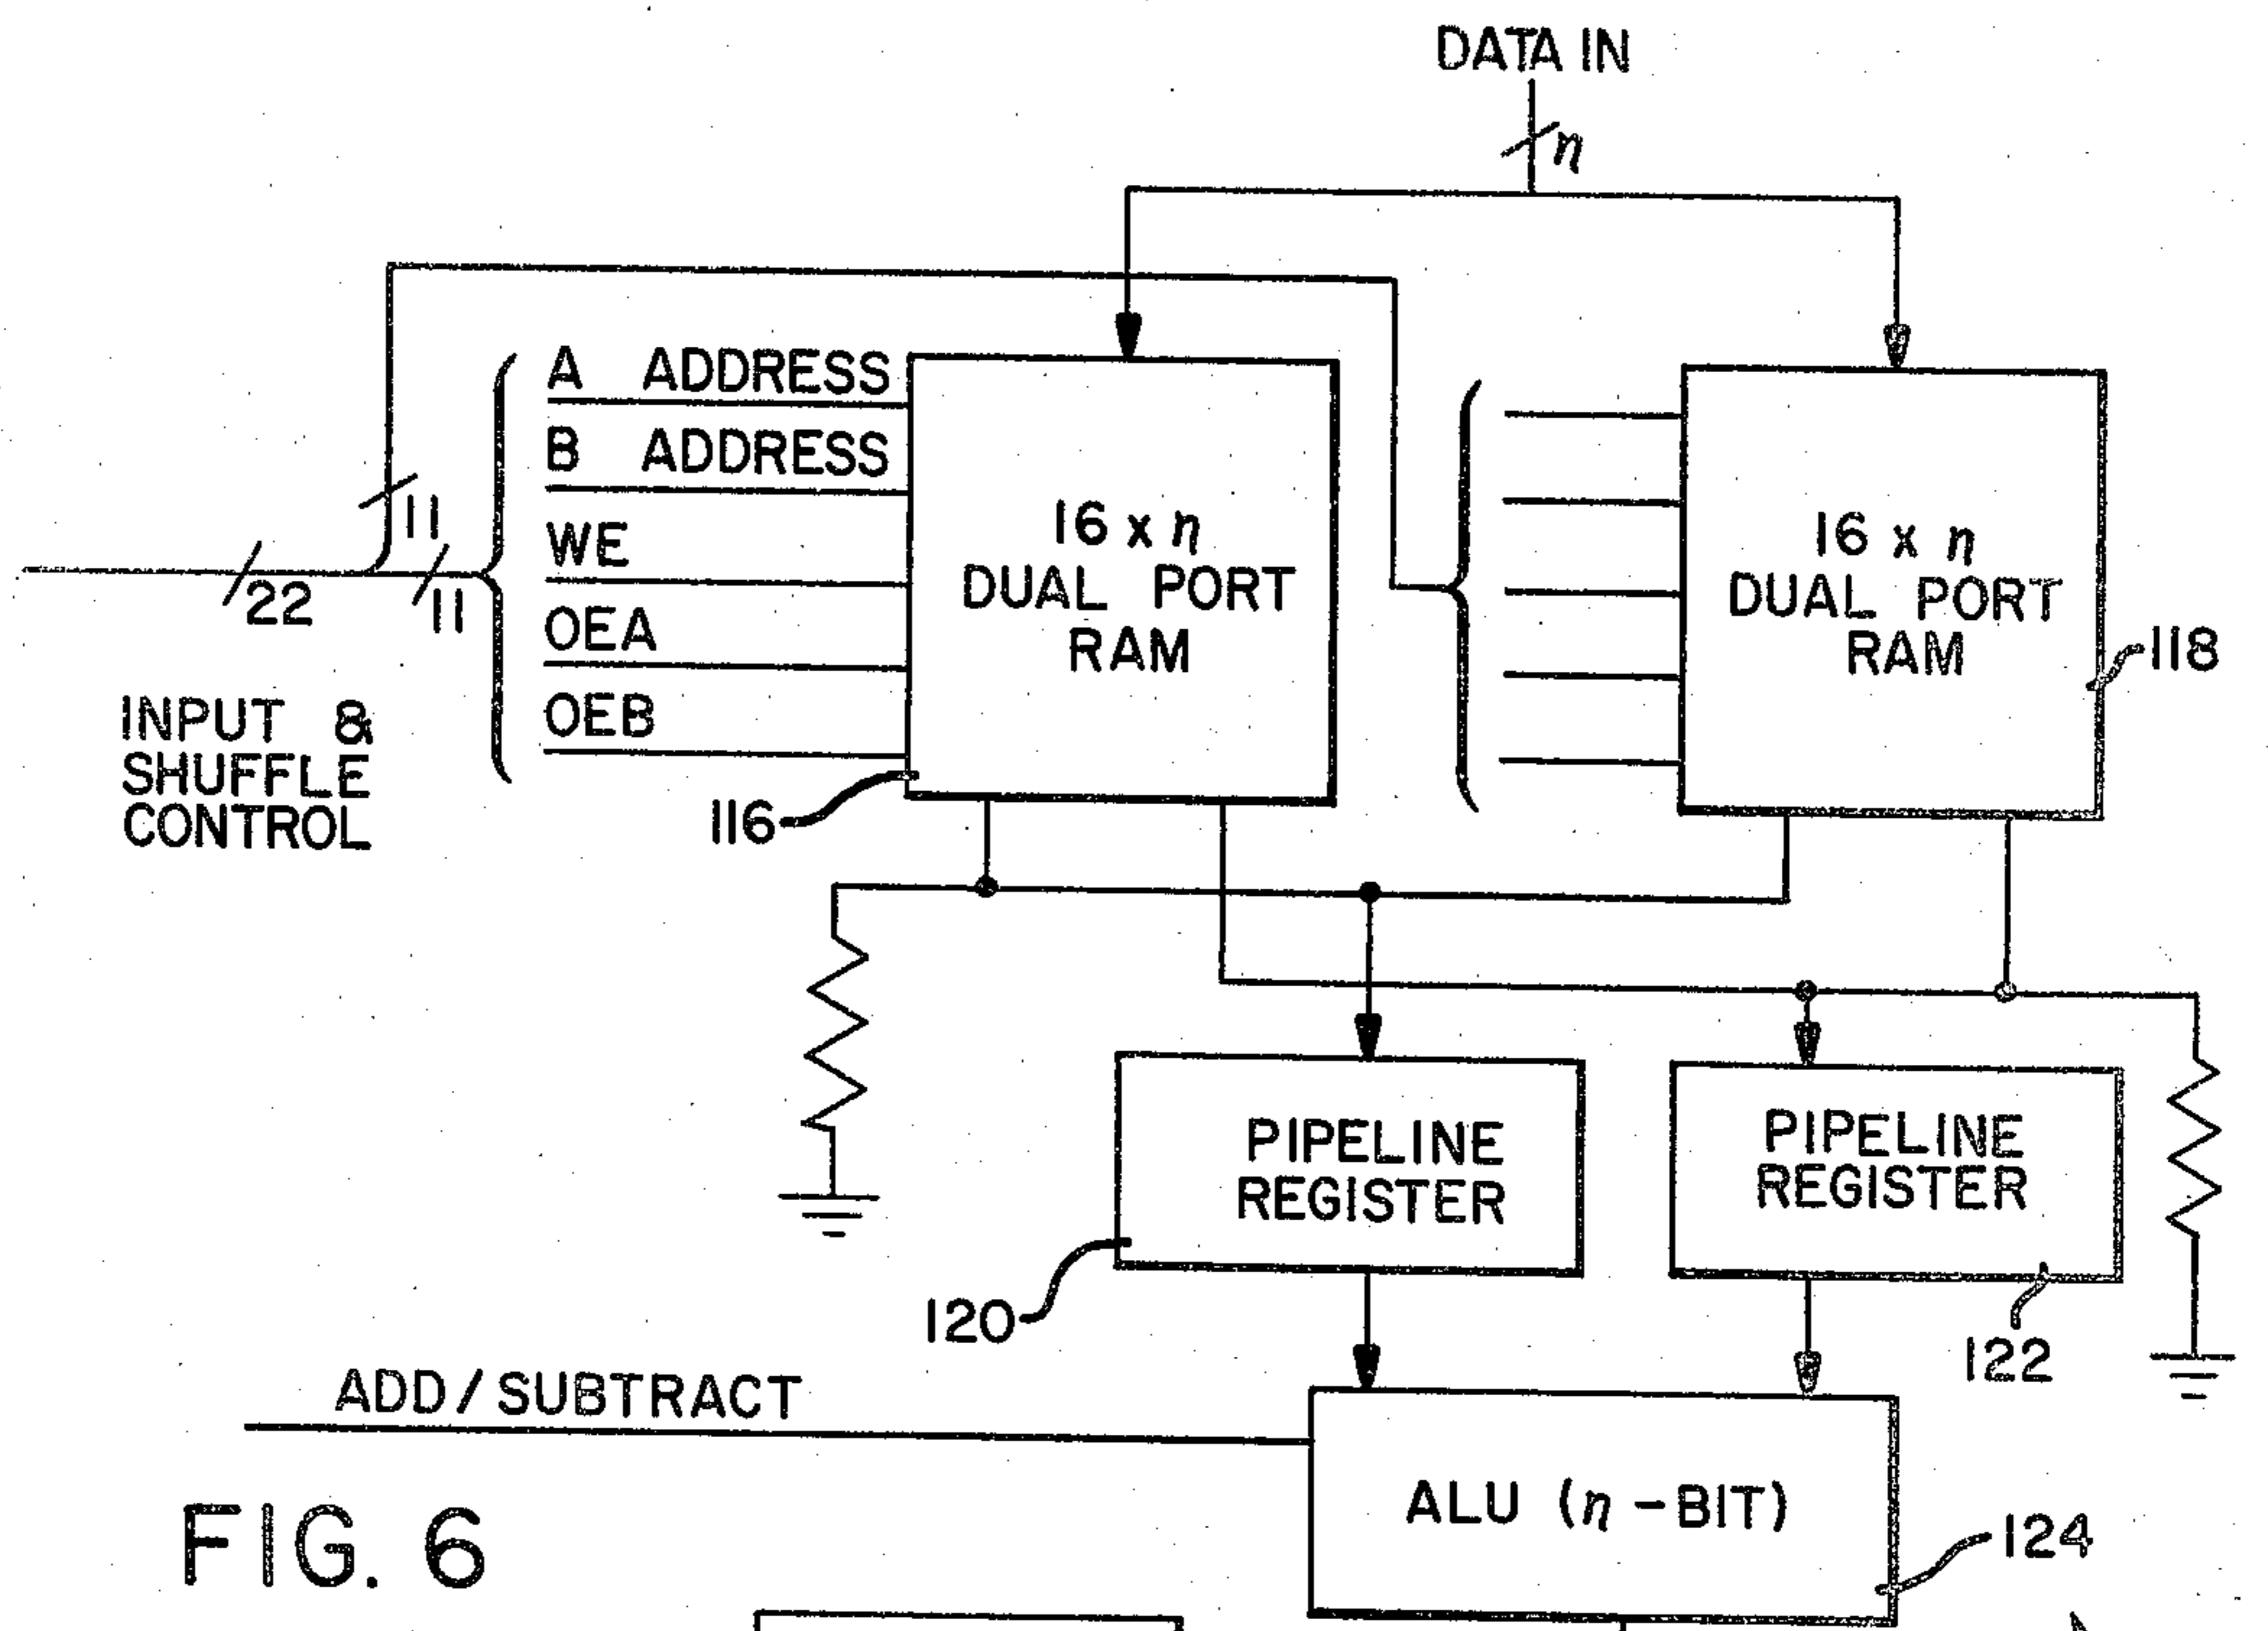 DATA IN
n
A ADDRESS
B ADDRESS
WE
OEA
OEB
11
22
11
INPUT &
SHUFFLE
CONTROL
16 x n
DUAL PORT
RAM
116
16 x n
DUAL PORT
RAM
118
PIPELINE
REGISTER
120
PIPELINE
REGISTER
122
ADD / SUBTRACT
ALU (n - BIT)
124
FIG. 6